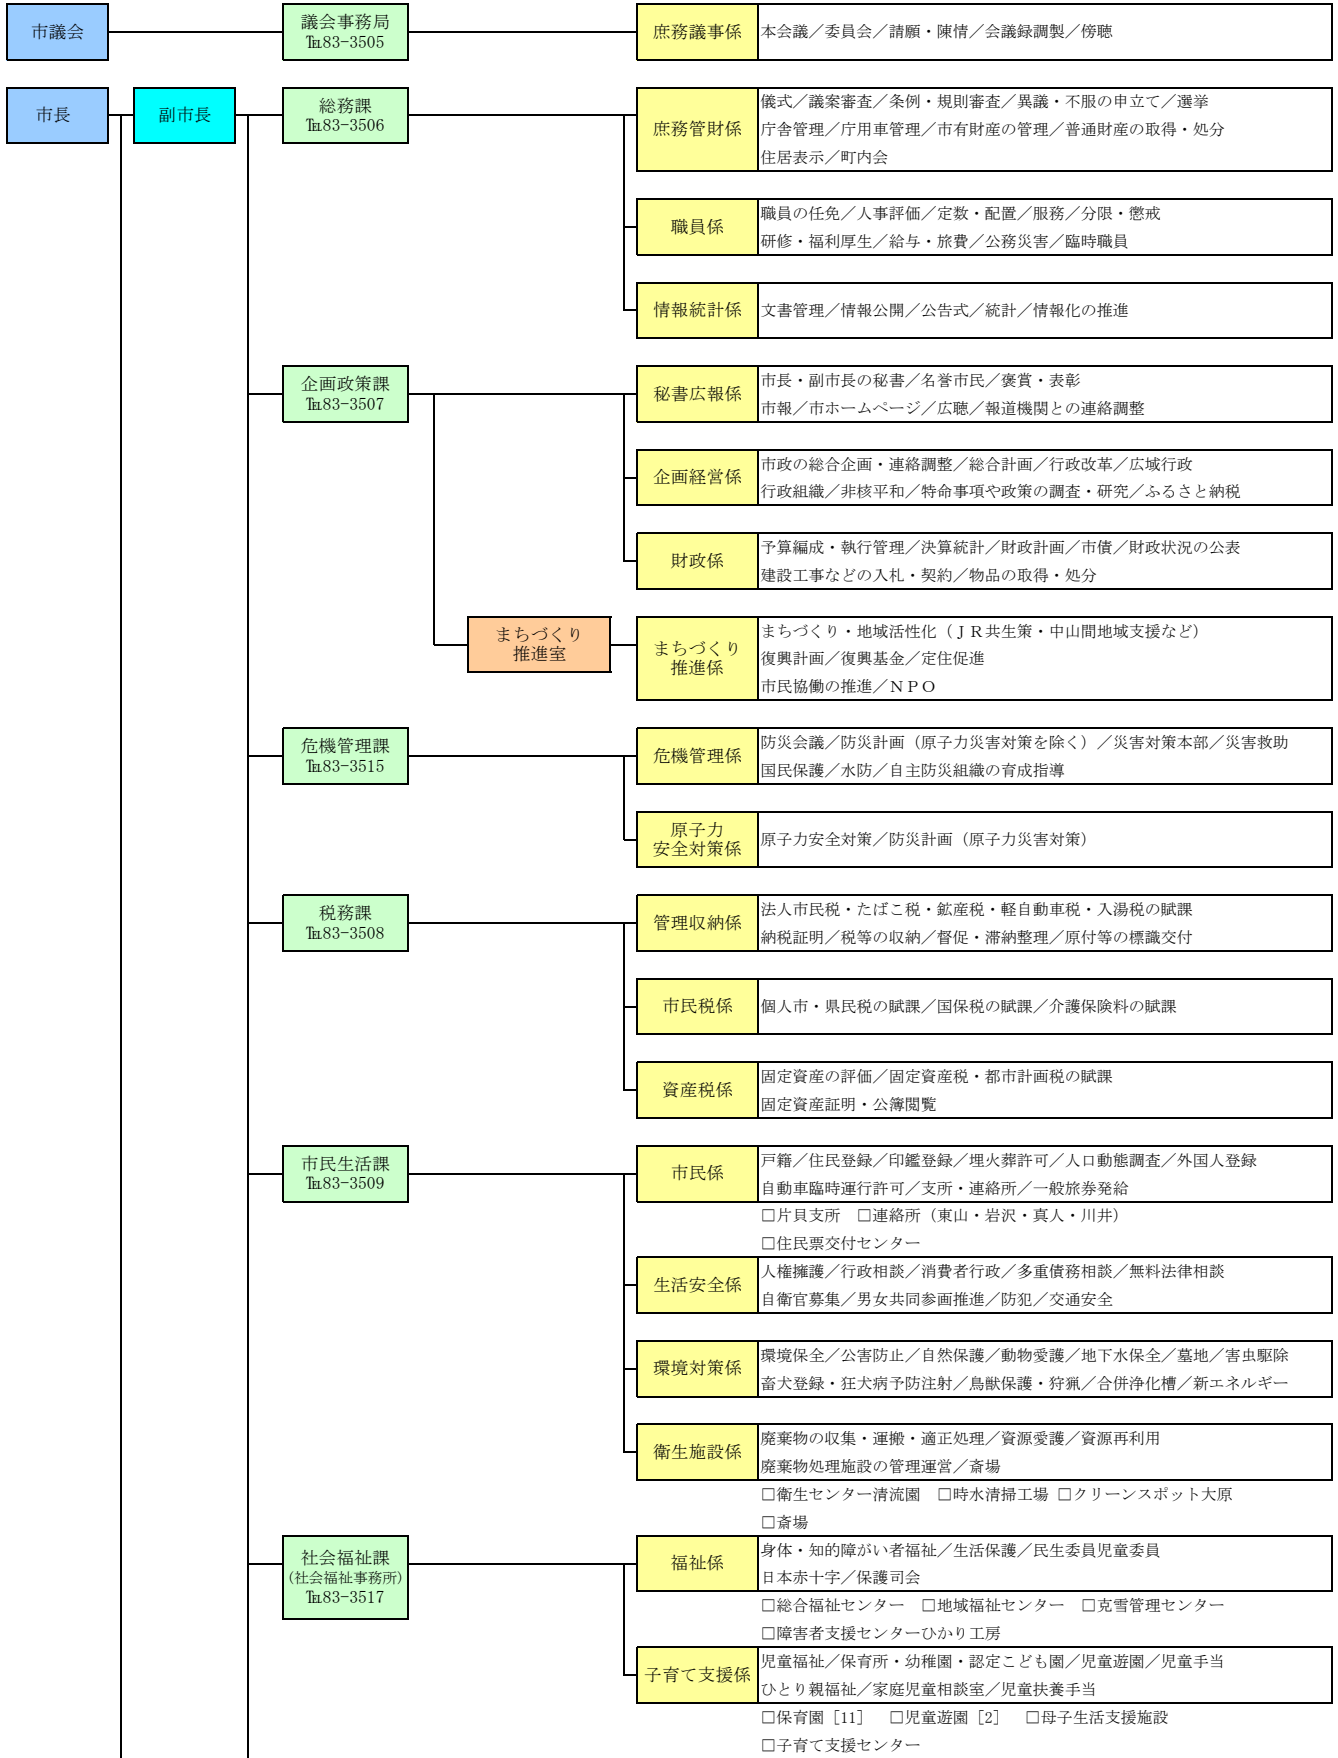 市議会
議会事務局
℡83-3505
庶務議事係
本会議／委員会／請願・陳情／会議録調製／傍聴
市長
副市長
総務課
℡83-3506
庶務管財係
儀式／議案審査／条例・規則審査／異議・不服の申立て／選挙
庁舎管理／庁用車管理／市有財産の管理／普通財産の取得・処分
住居表示／町内会
職員係
職員の任免／人事評価／定数・配置／服務／分限・懲戒
研修・福利厚生／給与・旅費／公務災害／臨時職員
情報統計係
文書管理／情報公開／公告式／統計／情報化の推進
企画政策課
℡83-3507
秘書広報係
市長・副市長の秘書／名誉市民／褒賞・表彰
市報／市ホームページ／広聴／報道機関との連絡調整
企画経営係
市政の総合企画・連絡調整／総合計画／行政改革／広域行政
行政組織／非核平和／特命事項や政策の調査・研究／ふるさと納税
財政係
予算編成・執行管理／決算統計／財政計画／市債／財政状況の公表
建設工事などの入札・契約／物品の取得・処分
まちづくり
推進室
まちづくり
推進係
まちづくり・地域活性化（ＪＲ共生策・中山間地域支援など）
復興計画／復興基金／定住促進
市民協働の推進／ＮＰＯ
危機管理課
℡83-3515
危機管理係
防災会議／防災計画（原子力災害対策を除く）／災害対策本部／災害救助
国民保護／水防／自主防災組織の育成指導
原子力
安全対策係
原子力安全対策／防災計画（原子力災害対策）
税務課
℡83-3508
管理収納係
法人市民税・たばこ税・鉱産税・軽自動車税・入湯税の賦課
納税証明／税等の収納／督促・滞納整理／原付等の標識交付
市民税係
個人市・県民税の賦課／国保税の賦課／介護保険料の賦課
資産税係
固定資産の評価／固定資産税・都市計画税の賦課
固定資産証明・公簿閲覧
市民生活課
℡83-3509
市民係
戸籍／住民登録／印鑑登録／埋火葬許可／人口動態調査／外国人登録
自動車臨時運行許可／支所・連絡所／一般旅券発給
□片貝支所　□連絡所（東山・岩沢・真人・川井）
□住民票交付センター
生活安全係
人権擁護／行政相談／消費者行政／多重債務相談／無料法律相談
自衛官募集／男女共同参画推進／防犯／交通安全
環境対策係
環境保全／公害防止／自然保護／動物愛護／地下水保全／墓地／害虫駆除
畜犬登録・狂犬病予防注射／鳥獣保護・狩猟／合併浄化槽／新エネルギー
衛生施設係
廃棄物の収集・運搬・適正処理／資源愛護／資源再利用
廃棄物処理施設の管理運営／斎場
□衛生センター清流園　□時水清掃工場 □クリーンスポット大原
□斎場
社会福祉課
(社会福祉事務所)
℡83-3517
福祉係
身体・知的障がい者福祉／生活保護／民生委員児童委員
日本赤十字／保護司会
□総合福祉センター　□地域福祉センター　□克雪管理センター
□障害者支援センターひかり工房
子育て支援係
児童福祉／保育所・幼稚園・認定こども園／児童遊園／児童手当
ひとり親福祉／家庭児童相談室／児童扶養手当
□保育園［11］　□児童遊園［2］　□母子生活支援施設
□子育て支援センター